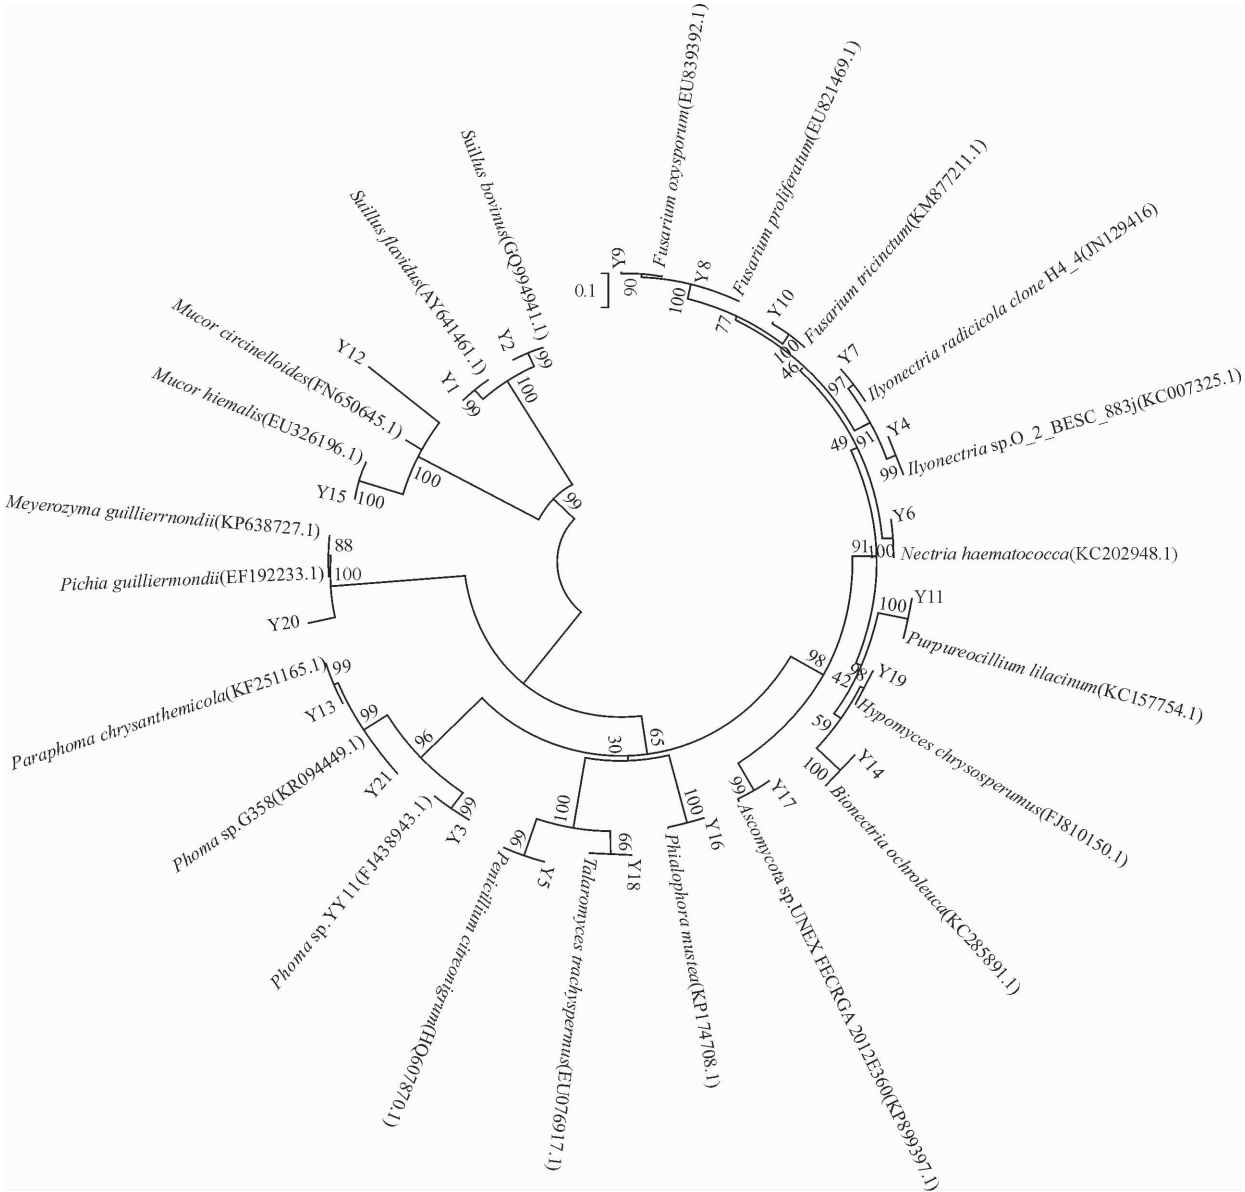 0.1
Y9
90
Fusarium oxysporum(EU839392.1)
Y8
100
Fusarium proliferatum(EU821469.1)
77
Y10
100
Fusarium tricinctum(KM877211.1)
46
Y7
97
Ilyonectria radicicola clone H4_4(JN129416)
49
91
Y4
99
Ilyonectria sp.O_2_BESC_883j(KC007325.1)
Y6
91
100
Nectria haematococca(KC202948.1)
100
Y11
Purpureocillium lilacinum(KC157754.1)
98
98
42
Y19
Hypomyces chrysosperumus(FJ810150.1)
59
Y14
100
Bionectria ochroleuca(KC285891.1)
Y17
99
Ascomycota sp.UNEX FECRGA 2012E360(KP899397.1)
65
100
Y16
Phialophora mustea(KP174708.1)
30
Y18
99
Talaromyces trachyspermus(EU076917.1)
100
Y5
99
Penicillium citreonigrum(HQ607870.1)
Y3
99
Phoma sp.YY11(FJ438943.1)
96
Y21
Phoma sp.G358(KR094449.1)
99
Y13
99
Paraphoma chrysanthemicola(KF251165.1)
Y20
100
Pichia guilliermondii(EF192233.1)
88
Meyerozyma guillierrnondii(KP638727.1)
Y15
100
Mucor hiemalis(EU326196.1)
100
Mucor circinelloides(FN650645.1)
Y12
99
Y1
99
Suillus flavidus(AY641461.1)
100
Y2
99
Suillus bovinus(GQ994941.1)